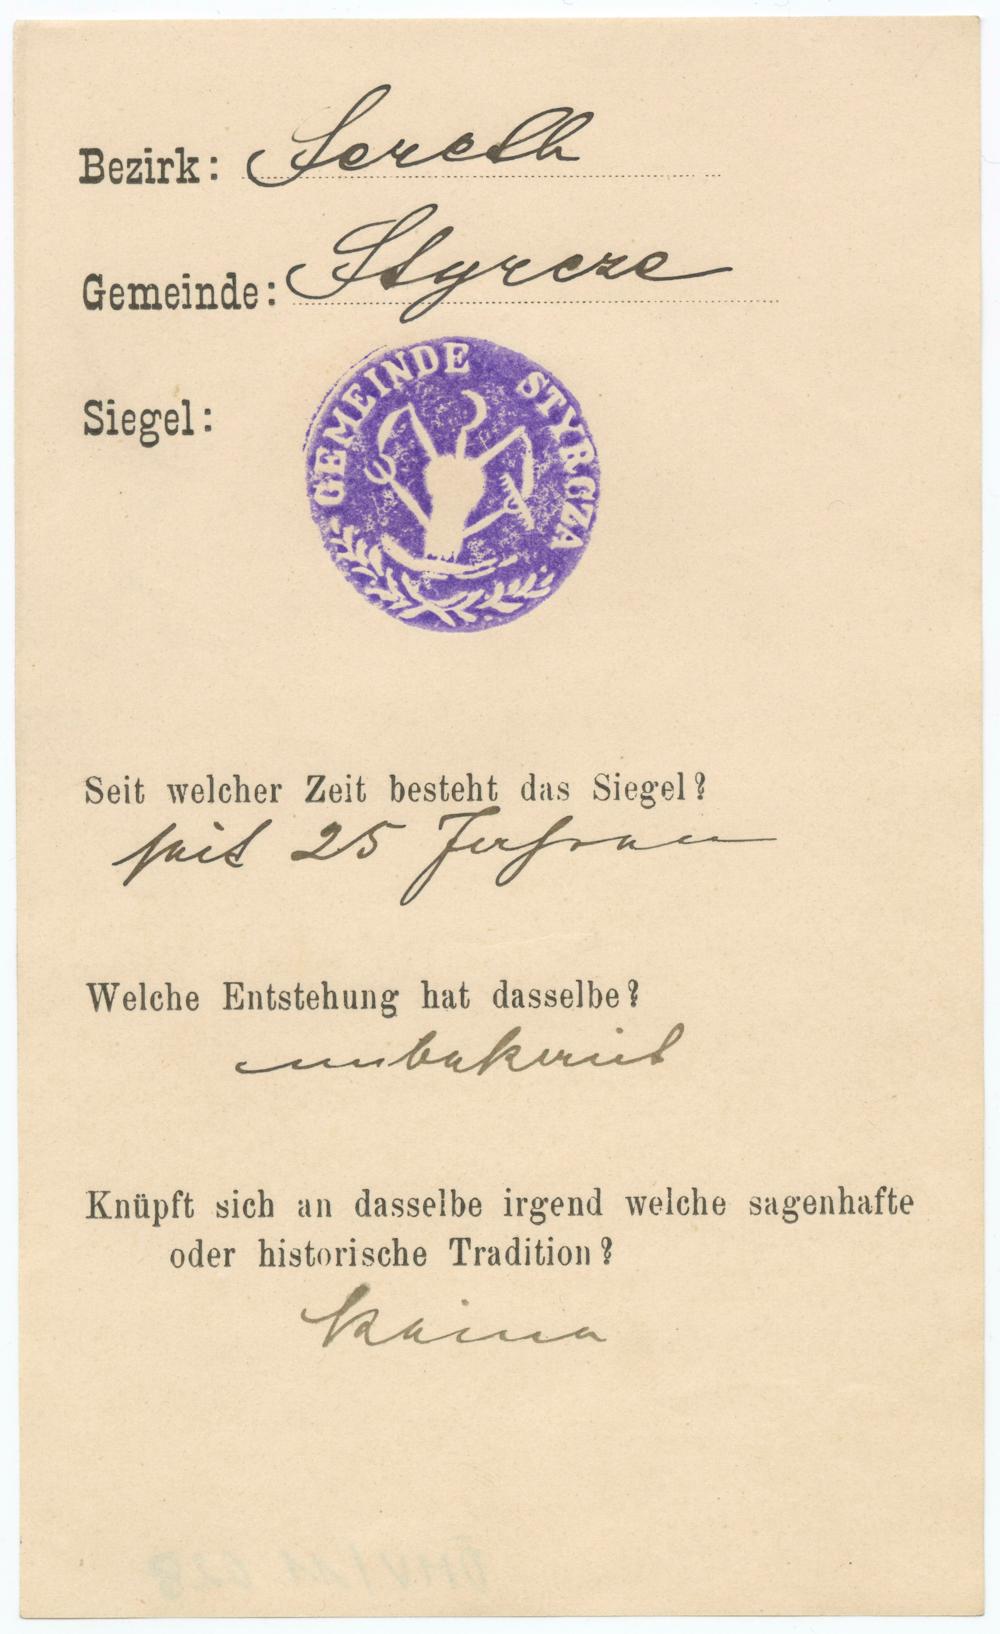 Bezirk: Sereth
Gemeinde: Styrcze
Siegel:
GEMEINDE STYRCZA
Seit welcher Zeit besteht das Siegel?
seit 25 Jahren
Welche Entstehung hat dasselbe?
unbekannt
Knüpft sich an dasselbe irgend welche sagenhafte
oder historische Tradition?
Keine